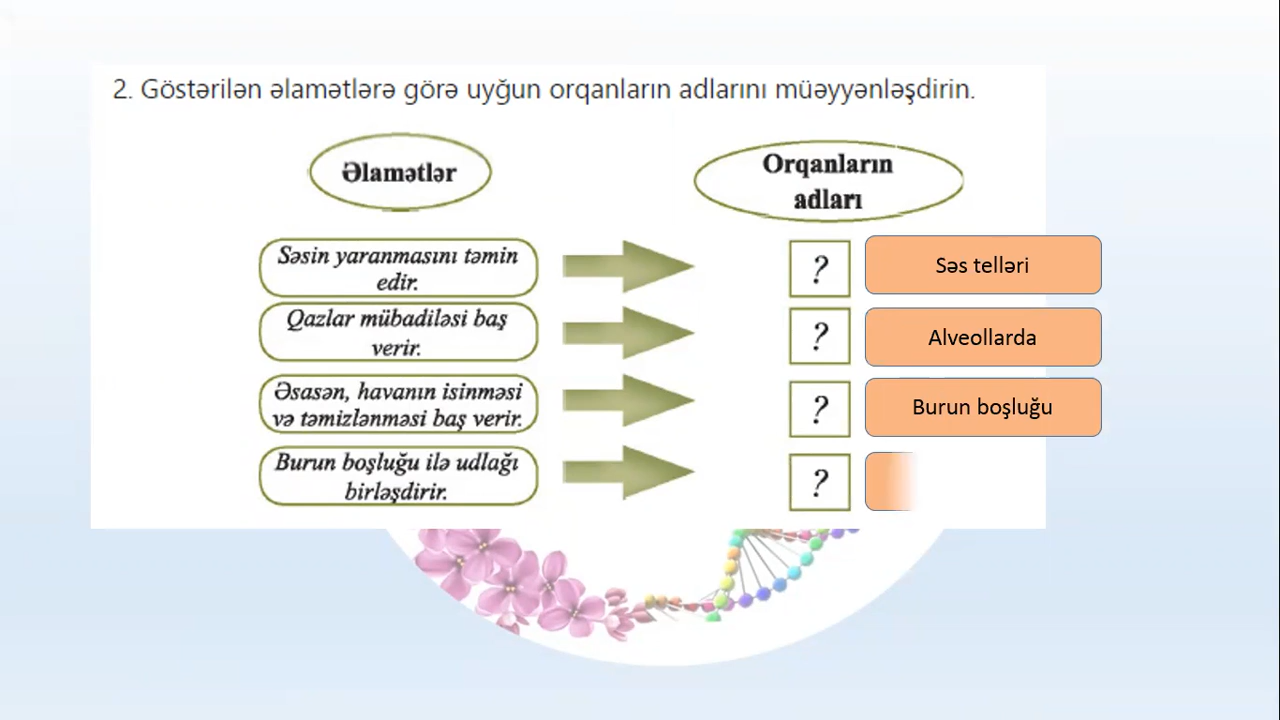 2. Göstərilən əlamətlərə görə uyğun orqanların adlarını müəyyənləşdirin.
Əlamətlər
Orqanların
adları
Səsin yaranmasını təmin
edir.
?
Səs telləri
Qazlar mübadiləsi baş
verir.
?
Alveollarda
Əsasən, havanın isinməsi
və təmizlənməsi baş verir.
?
Burun boşluğu
Burun boşluğu ilə udlağı
birləşdirir.
?